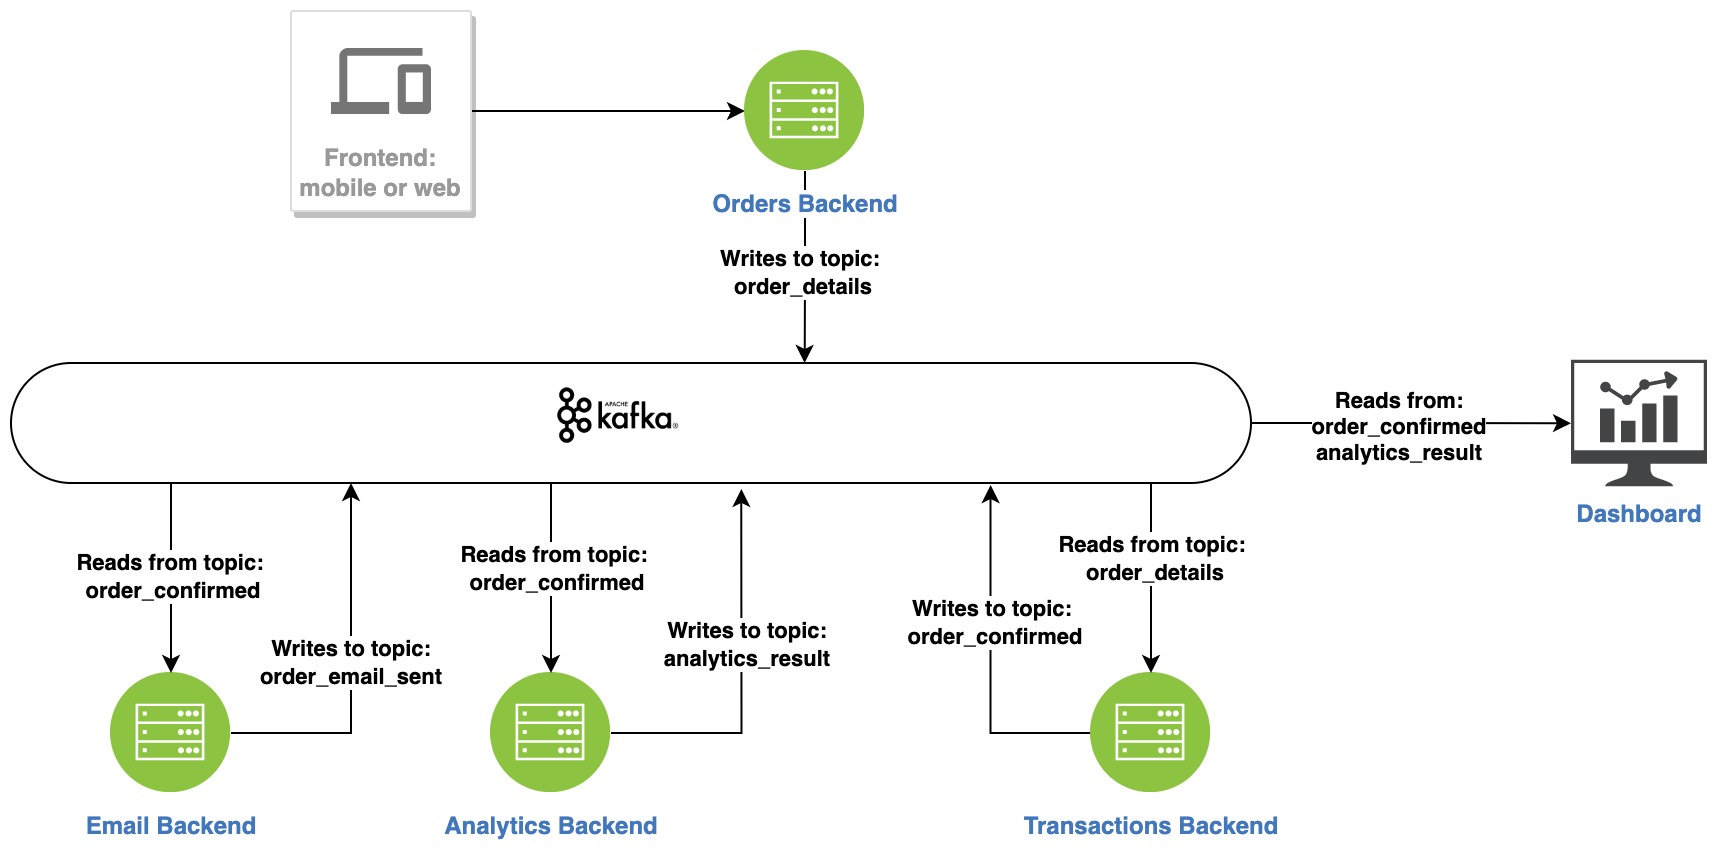 Frontend:
mobile or web
Orders Backend
Writes to topic:
order_details
APACHE
kafka®
Reads from:
order_confirmed
analytics_result
Dashboard
Reads from topic:
order_confirmed
Writes to topic:
order_email_sent
Reads from topic:
order_confirmed
Writes to topic:
analytics_result
Writes to topic:
order_confirmed
Reads from topic:
order_details
Email Backend
Analytics Backend
Transactions Backend